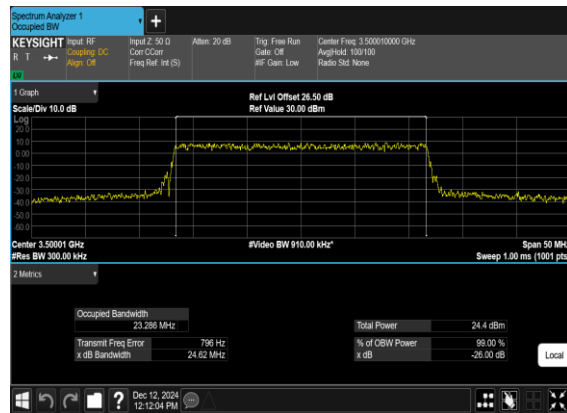 Spectrum Analyzer 1
Occupied BW
KEYSIGHT Input: RF Input Z: 50 Ω Atten: 20 dB Trig: Free Run Center Freq: 3.500010000 GHz
R T Coupling: DC Corr CCorr Gate: Off Avg|Hold: 100/100
Align: Off Freq Ref: Int (S) #IF Gain: Low Radio Std: None
1 Graph
Ref Lvl Offset 26.50 dB
Scale/Div 10.0 dB Ref Value 30.00 dBm
Log
20.0
10.0
0.00
-10.0
-20.0
-30.0
-40.0
-50.0
-60.0
Center 3.50001 GHz #Video BW 910.00 kHz* Span 50 MHz
#Res BW 300.00 kHz Sweep 1.00 ms (1001 pts
2 Metrics
Occupied Bandwidth
23.286 MHz Total Power 24.4 dBm
Transmit Freq Error 796 Hz % of OBW Power 99.00 %
x dB Bandwidth 24.62 MHz x dB -26.00 dB
Local
Dec 12, 2024
12:12:04 PM